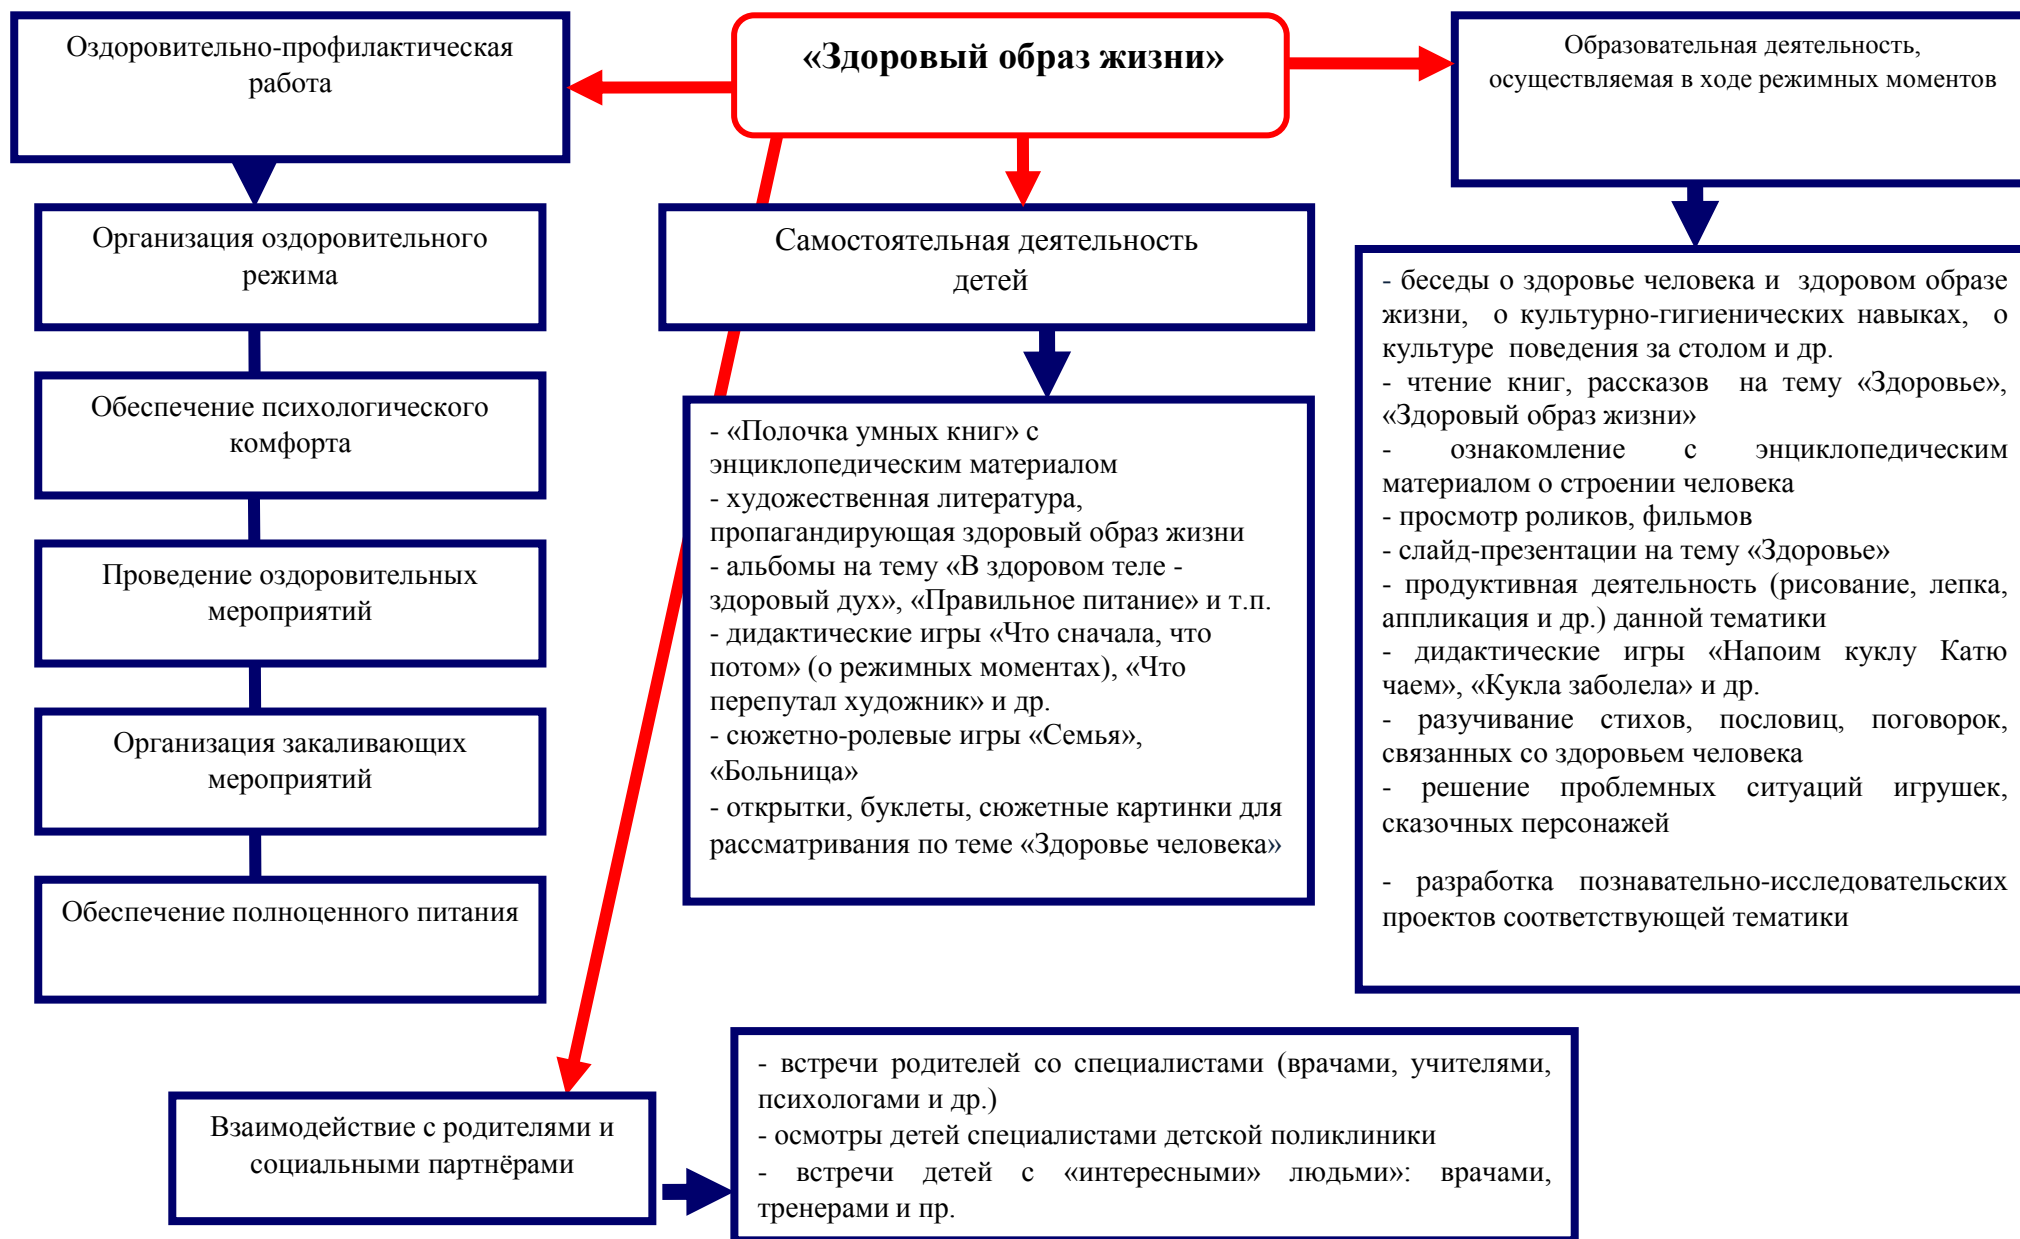 Оздоровительно-профилактическая
работа
«Здоровый образ жизни»
Образовательная деятельность,
осуществляемая в ходе режимных моментов
Организация оздоровительного
режима
Обеспечение психологического
комфорта
Проведение оздоровительных
мероприятий
Организация закаливающих
мероприятий
Обеспечение полноценного питания
Самостоятельная деятельность
детей
- «Полочка умных книг» с
энциклопедическим материалом
- художественная литература,
пропагандирующая здоровый образ жизни
- альбомы на тему «В здоровом теле -
здоровый дух», «Правильное питание» и т.п.
- дидактические игры «Что сначала, что
потом» (о режимных моментах), «Что
перепутал художник» и др.
- сюжетно-ролевые игры «Семья»,
«Больница»
- открытки, буклеты, сюжетные картинки для
рассматривания по теме «Здоровье человека»
- беседы о здоровье человека и здоровом образе
жизни, о культурно-гигиенических навыках, о
культуре поведения за столом и др.
- чтение книг, рассказов на тему «Здоровье»,
«Здоровый образ жизни»
- ознакомление с энциклопедическим
материалом о строении человека
- просмотр роликов, фильмов
- слайд-презентации на тему «Здоровье»
- продуктивная деятельность (рисование, лепка,
аппликация и др.) данной тематики
- дидактические игры «Напоим куклу Катю
чаем», «Кукла заболела» и др.
- разучивание стихов, пословиц, поговорок,
связанных со здоровьем человека
- решение проблемных ситуаций игрушек,
сказочных персонажей
- разработка познавательно-исследовательских
проектов соответствующей тематики
Взаимодействие с родителями и
социальными партнёрами
- встречи родителей со специалистами (врачами, учителями,
психологами и др.)
- осмотры детей специалистами детской поликлиники
- встречи детей с «интересными» людьми»: врачами,
тренерами и пр.